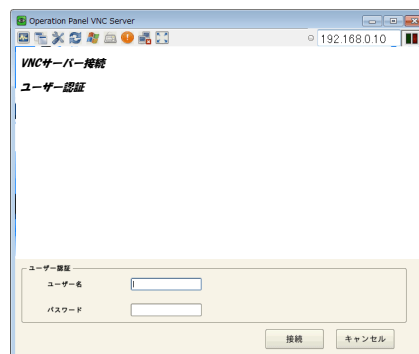 Operation Panel VNC Server
192.168.0.10
VNCサーバー接続
ユーザー認証
ユーザー認証
ユーザー名
パスワード
接続 キャンセル